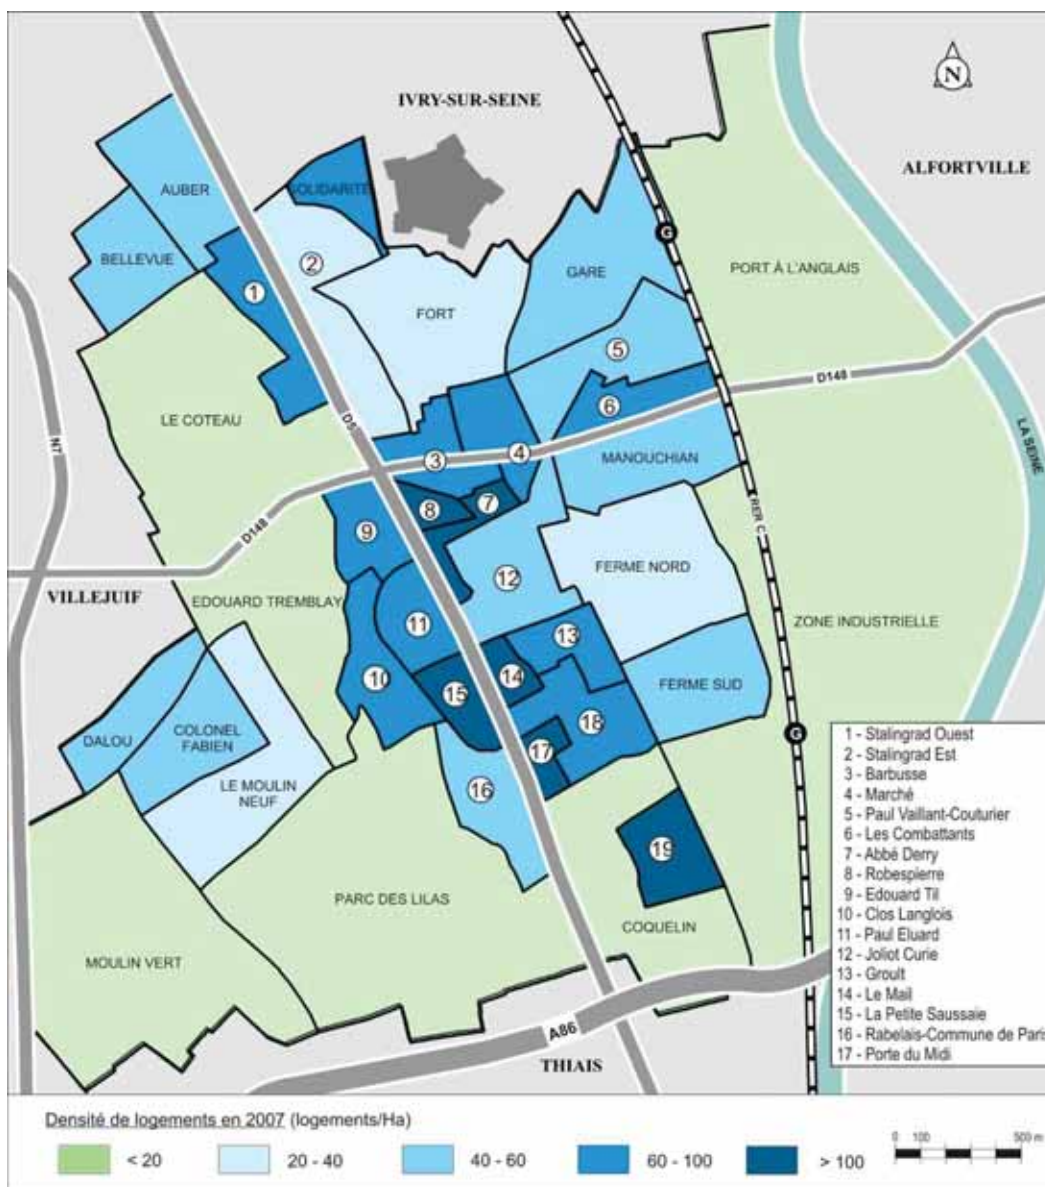 IVRY-SUR-SEINE
N
ALFORTVILLE
AUBER
SOLIDARITÉ
BELLEVUE
2
G
1
GARE
PORT À L'ANGLAIS
FORT
5
D148
LE COTEAU
6
D5
N7
LA SEINE
3
4
MANOUCHIAN
7
8
RER C
D148
9
12
FERME NORD
VILLEJUIF
EDOUARD TREMBLAY
11
13
ZONE INDUSTRIELLE
10
14
15
FERME SUD
18
DALOU
COLONEL
FABIEN
17
G
LE MOULIN
NEUF
16
19
PARC DES LILAS
COQUELIN
MOULIN VERT
A86
THIAIS
1 - Stalingrad Ouest
2 - Stalingrad Est
3 - Barbusse
4 - Marché
5 - Paul Vaillant-Couturier
6 - Les Combattants
7 - Abbé Derry
8 - Robespierre
9 - Edouard Til
10 - Clos Langlois
11 - Paul Eluard
12 - Joliot Curie
13 - Groult
14 - Le Mail
15 - La Petite Saussaie
16 - Rabelais-Commune de Paris
17 - Porte du Midi
Densité de logements en 2007 (logements/Ha)
< 20
20 - 40
40 - 60
60 - 100
> 100
0 100 500 m